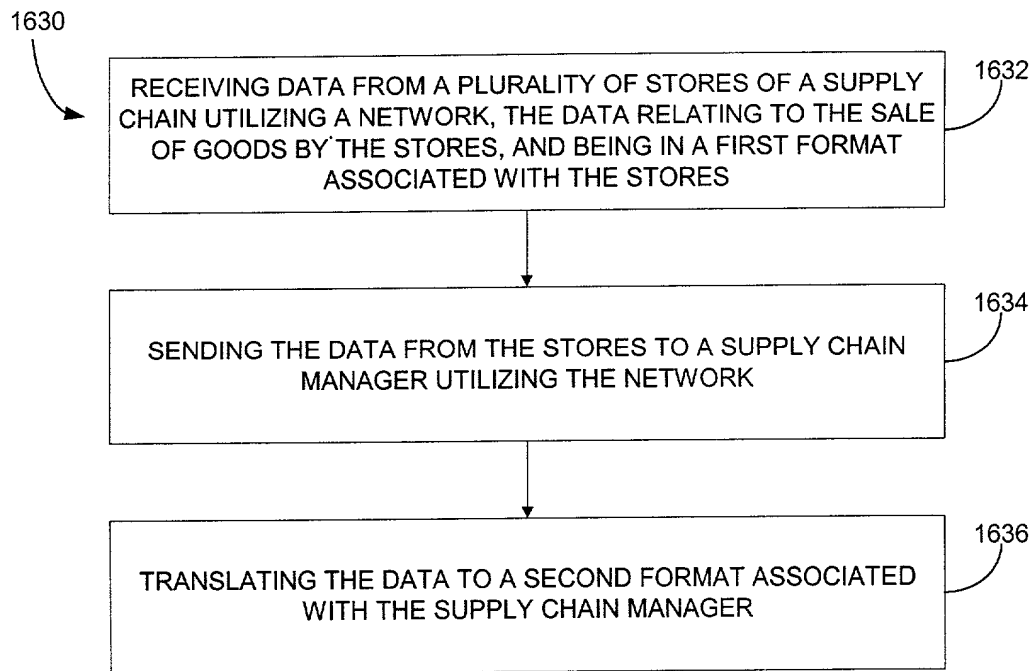 1630
1632
RECEIVING DATA FROM A PLURALITY OF STORES OF A SUPPLY
CHAIN UTILIZING A NETWORK, THE DATA RELATING TO THE SALE
OF GOODS BY THE STORES, AND BEING IN A FIRST FORMAT
ASSOCIATED WITH THE STORES
1634
SENDING THE DATA FROM THE STORES TO A SUPPLY CHAIN
MANAGER UTILIZING THE NETWORK
1636
TRANSLATING THE DATA TO A SECOND FORMAT ASSOCIATED
WITH THE SUPPLY CHAIN MANAGER